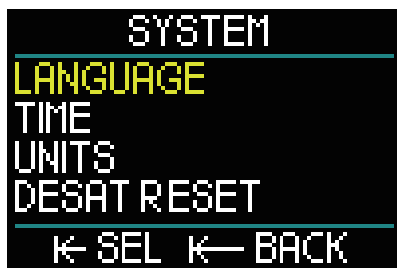 SYSTEM
LANGUAGE
TIME
UNITS
DESAT RESET
SEL BACK